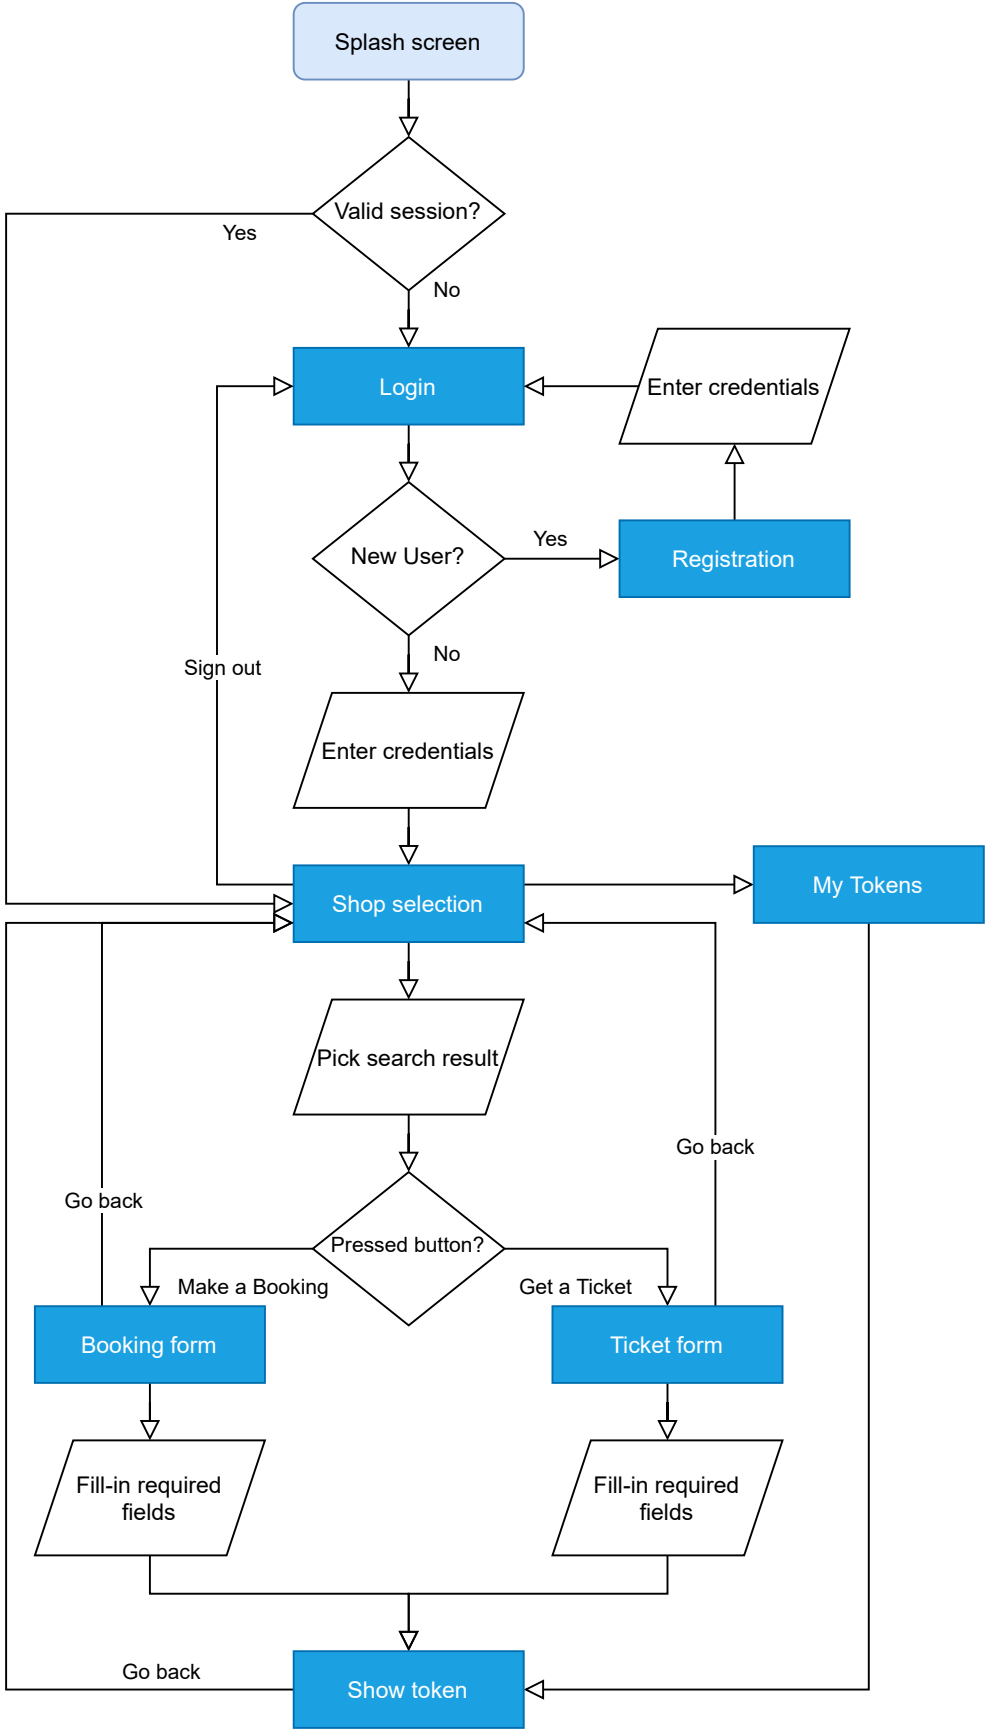 Splash screen
Valid session?
Yes
No
Login
Enter credentials
New User?
Yes
Registration
No
Sign out
Enter credentials
Shop selection
My Tokens
Pick search result
Go back
Go back
Pressed button?
Make a Booking
Get a Ticket
Booking form
Ticket form
Fill-in required
fields
Fill-in required
fields
Go back
Show token